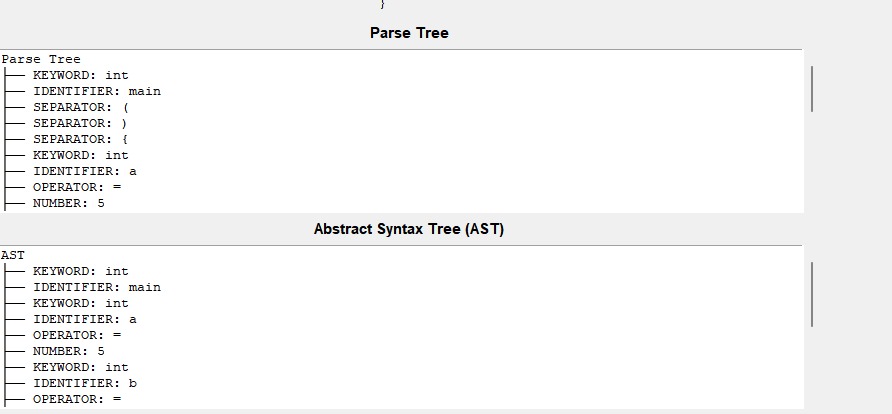 }
Parse Tree
Parse Tree
├── KEYWORD: int
├── IDENTIFIER: main
├── SEPARATOR: (
├── SEPARATOR: )
├── SEPARATOR: {
├── KEYWORD: int
├── IDENTIFIER: a
├── OPERATOR: =
├── NUMBER: 5
Abstract Syntax Tree (AST)
AST
├── KEYWORD: int
├── IDENTIFIER: main
├── KEYWORD: int
├── IDENTIFIER: a
├── OPERATOR: =
├── NUMBER: 5
├── KEYWORD: int
├── IDENTIFIER: b
├── OPERATOR: =